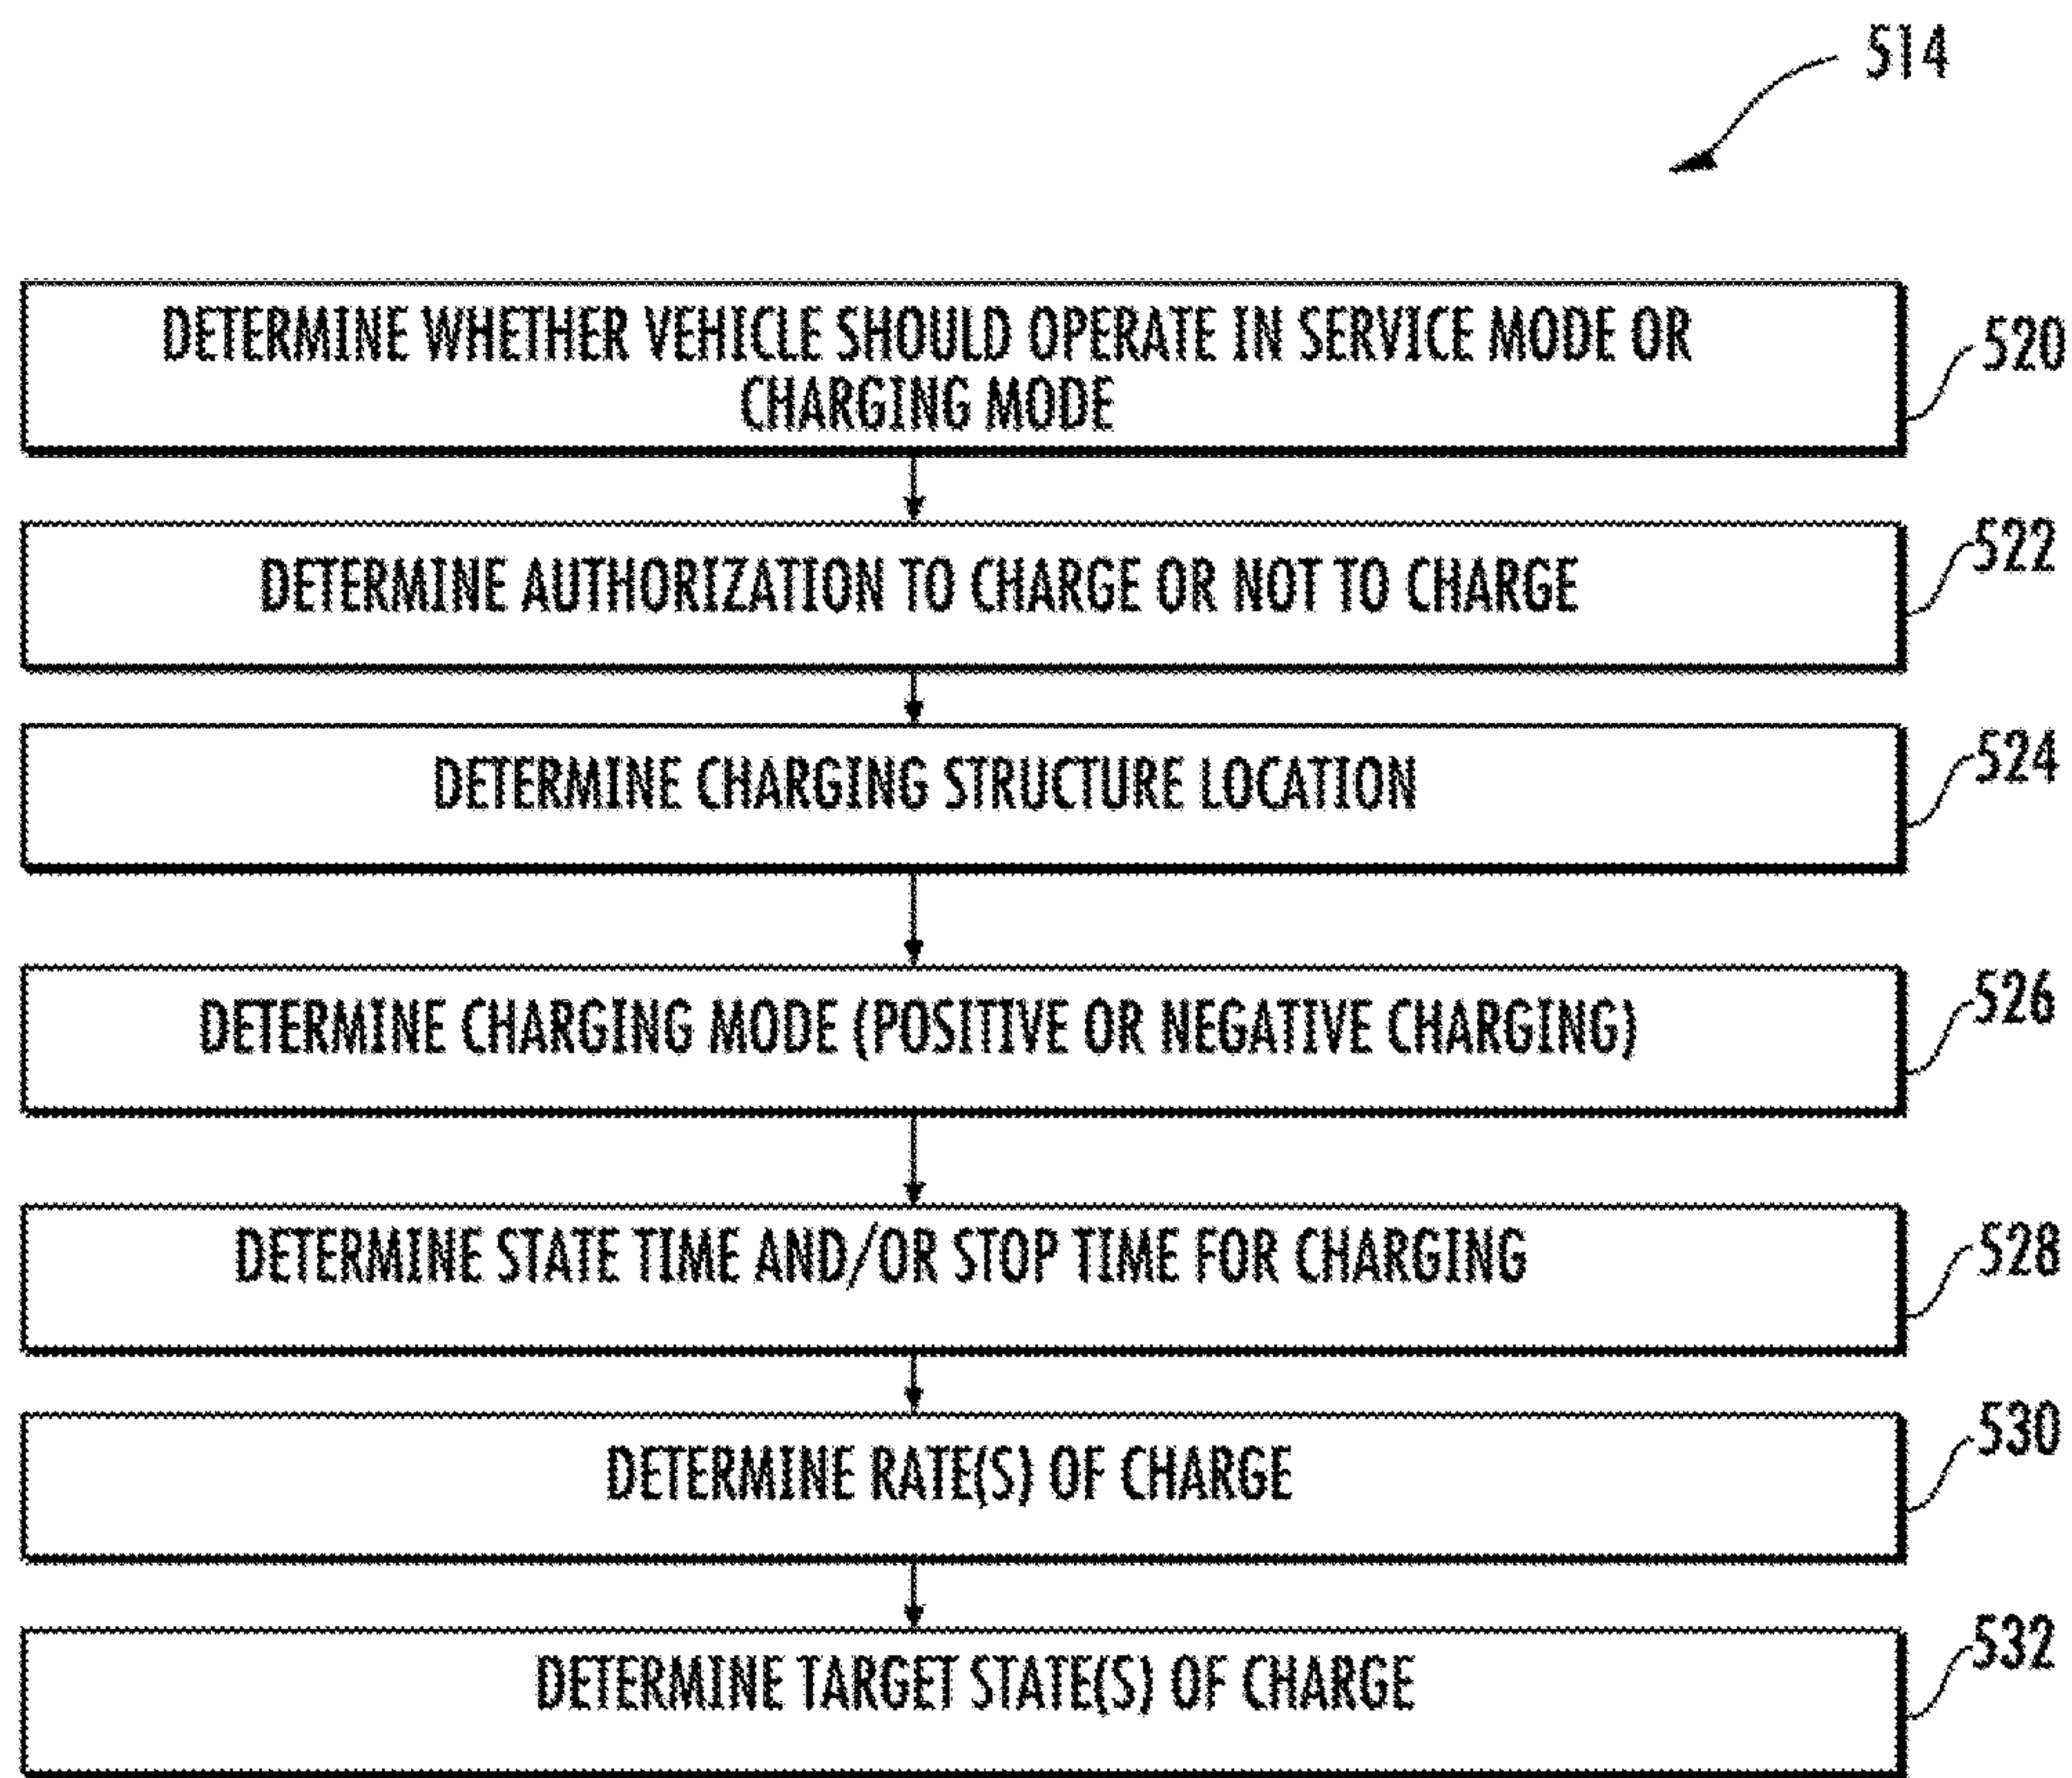 514
DETERMINE WHETHER VEHICLE SHOULD OPERATE IN SERVICE MODE OR
CHARGING MODE
520
DETERMINE AUTHORIZATION TO CHARGE OR NOT TO CHARGE
522
DETERMINE CHARGING STRUCTURE LOCATION
524
DETERMINE CHARGING MODE (POSITIVE OR NEGATIVE CHARGING)
526
DETERMINE STATE TIME AND/OR STOP TIME FOR CHARGING
528
DETERMINE RATE(S) OF CHARGE
530
DETERMINE TARGET STATE(S) OF CHARGE
532